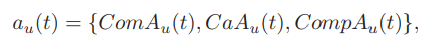 a_u(t) = {ComA_u(t), CaA_u(t), CompA_u(t)},